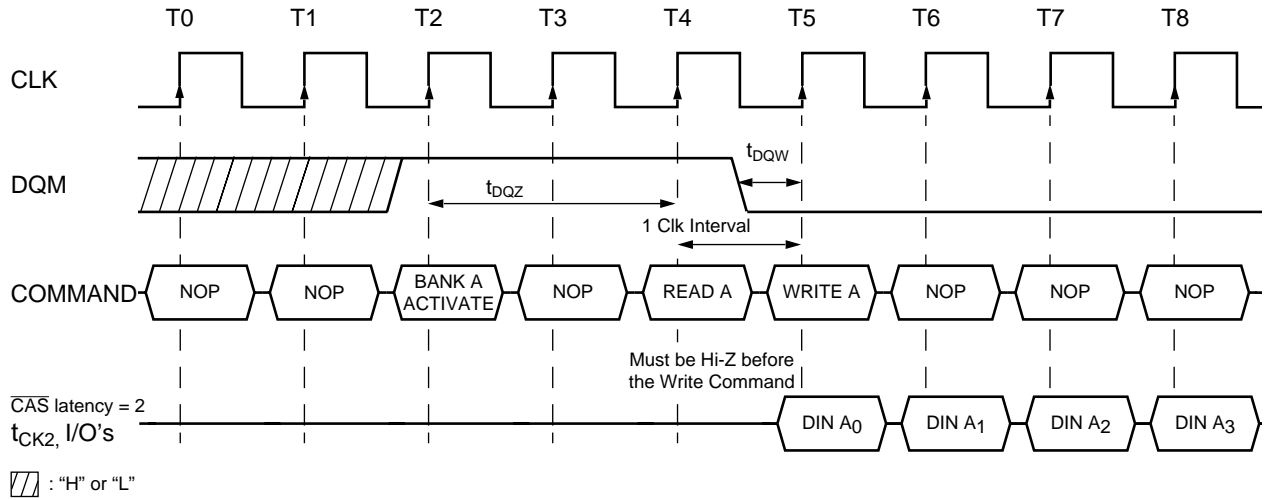 T0 T1 T2 T3 T4 T5 T6 T7 T8
CLK
tDQW
DQM
tDQZ
1 Clk Interval
COMMAND NOP NOP BANK A ACTIVATE NOP READ A WRITE A NOP NOP NOP
Must be Hi-Z before
the Write Command
CAS latency = 2
tCK2, I/O's DIN A0 DIN A1 DIN A2 DIN A3
: “H” or “L”